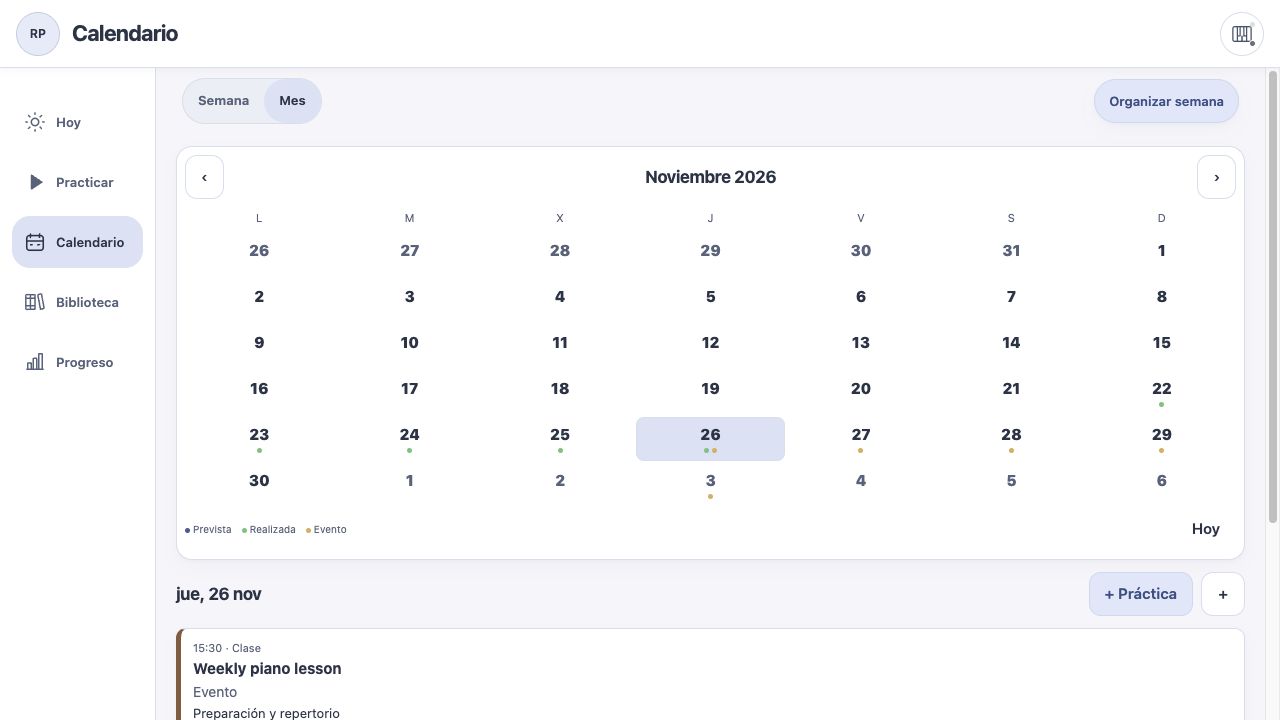 RP
Calendario
Hoy
Practicar
Calendario
Biblioteca
Progreso
Semana
Mes
Organizar semana
‹
Noviembre 2026
›
L M X J V S D
26 27 28 29 30 31 1
2 3 4 5 6 7 8
9 10 11 12 13 14 15
16 17 18 19 20 21 22
23 24 25 26 27 28 29
30 1 2 3 4 5 6
Prevista Realizada Evento
Hoy
jue, 26 nov
+ Práctica
+
15:30 · Clase
Weekly piano lesson
Evento
Preparación y repertorio